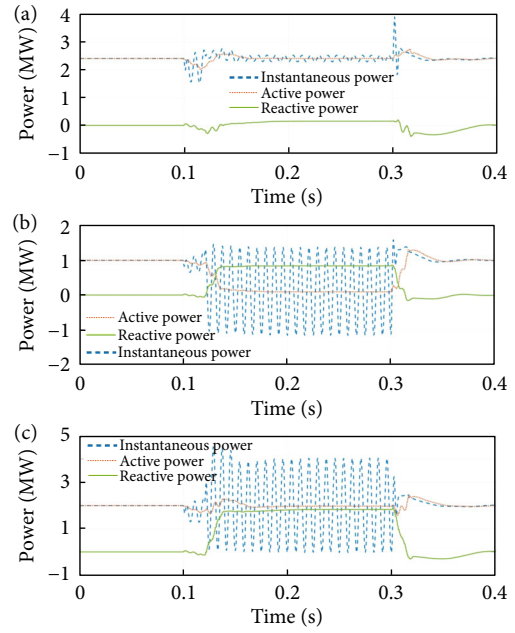 (a)
Power (MW)
4
3
2
1
0
−1
Instantaneous power
Active power
Reactive power
0 0.1 0.2 0.3 0.4
Time (s)
(b)
Power (MW)
2
1
0
−1
−2
Active power
Reactive power
Instantaneous power
0 0.1 0.2 0.3 0.4
Time (s)
(c)
Power (MW)
5
3
1
−1
Instantaneous power
Active power
Reactive power
0 0.1 0.2 0.3 0.4
Time (s)